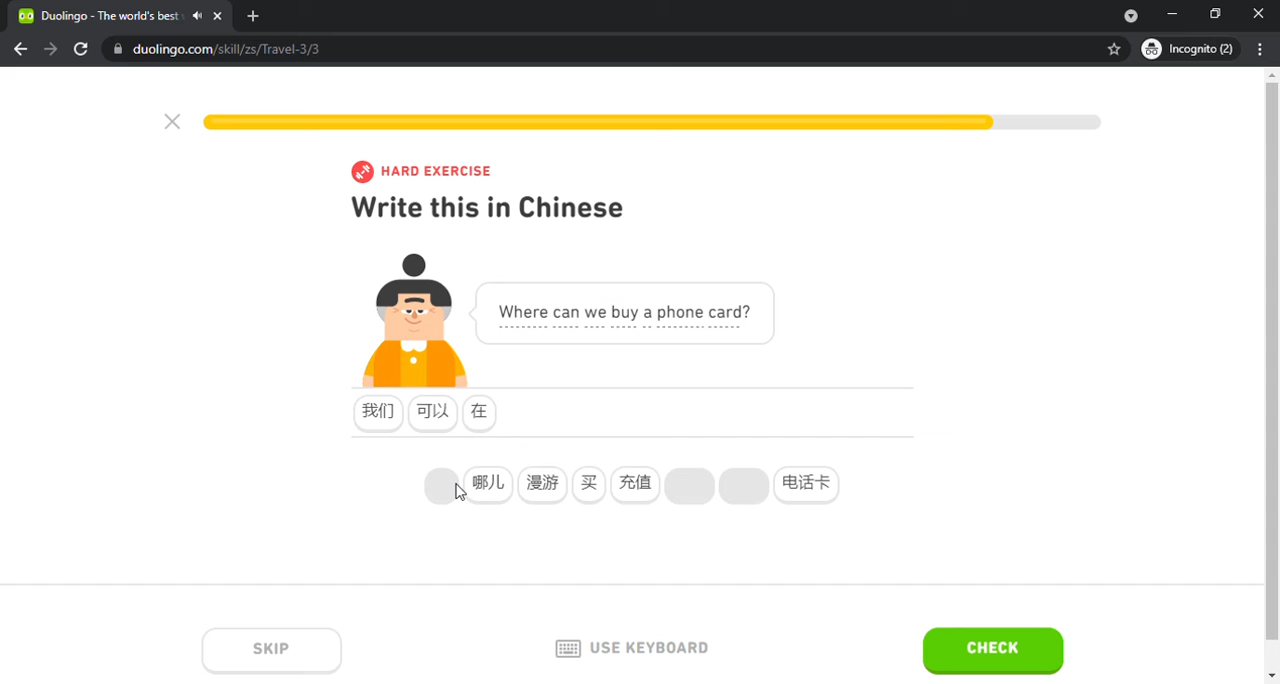 Duolingo - The world's best
duolingo.com/skill/zs/Travel-3/3
Incognito (2)
HARD EXERCISE
Write this in Chinese
Where can we buy a phone card?
我们 可以 在
哪儿 漫游 买 充值 电话卡
SKIP
USE KEYBOARD
CHECK